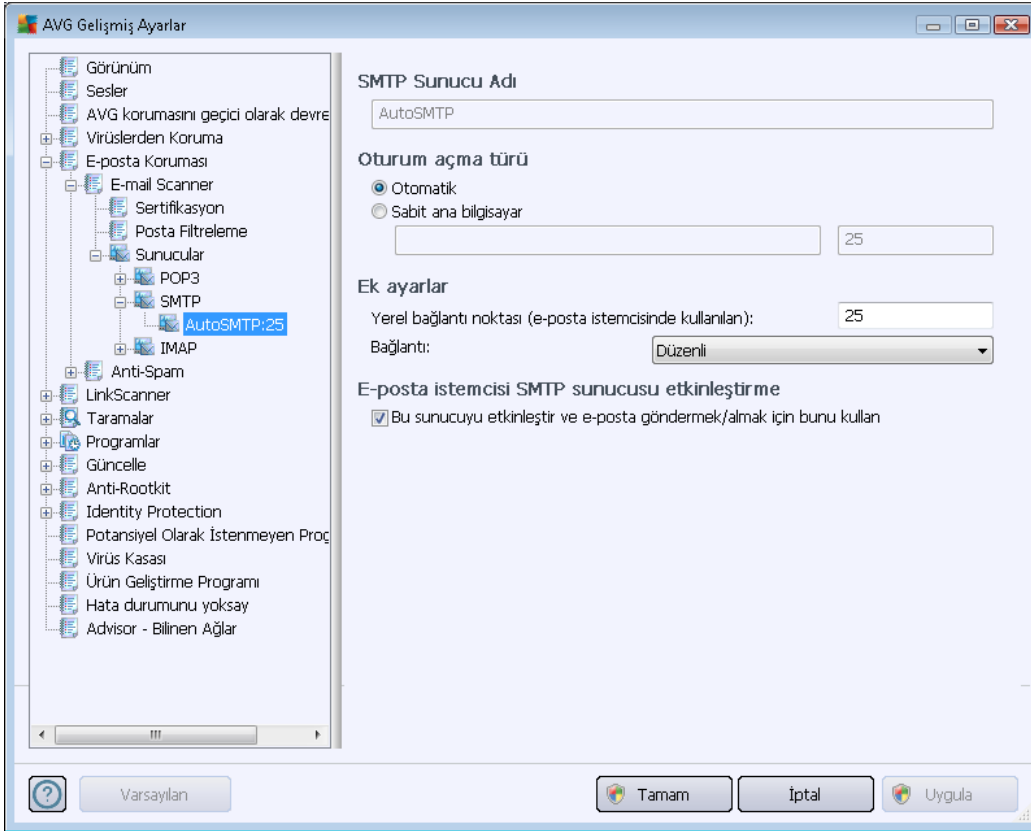 AVG Gelişmiş Ayarlar
Görünüm
Sesler
AVG korumasını geçici olarak devre
Virüslerden Koruma
E-posta Koruması
E-mail Scanner
Sertifikasyon
Posta Filtreleme
Sunucular
POP3
SMTP
AutoSMTP:25
IMAP
Anti-Spam
LinkScanner
Taramalar
Programlar
Güncelle
Anti-Rootkit
Identity Protection
Potansiyel Olarak İstenmeyen Prog
Virüs Kasası
Ürün Geliştirme Programı
Hata durumunu yoksay
Advisor - Bilinen Ağlar
SMTP Sunucu Adı
AutoSMTP
Oturum açma türü
Otomatik
Sabit ana bilgisayar
25
Ek ayarlar
Yerel bağlantı noktası (e-posta istemcisinde kullanılan): 25
Bağlantı: Düzenli
E-posta istemcisi SMTP sunucusu etkinleştirme
Bu sunucuyu etkinleştir ve e-posta göndermek/almak için bunu kullan
Varsayılan
Tamam
İptal
Uygula